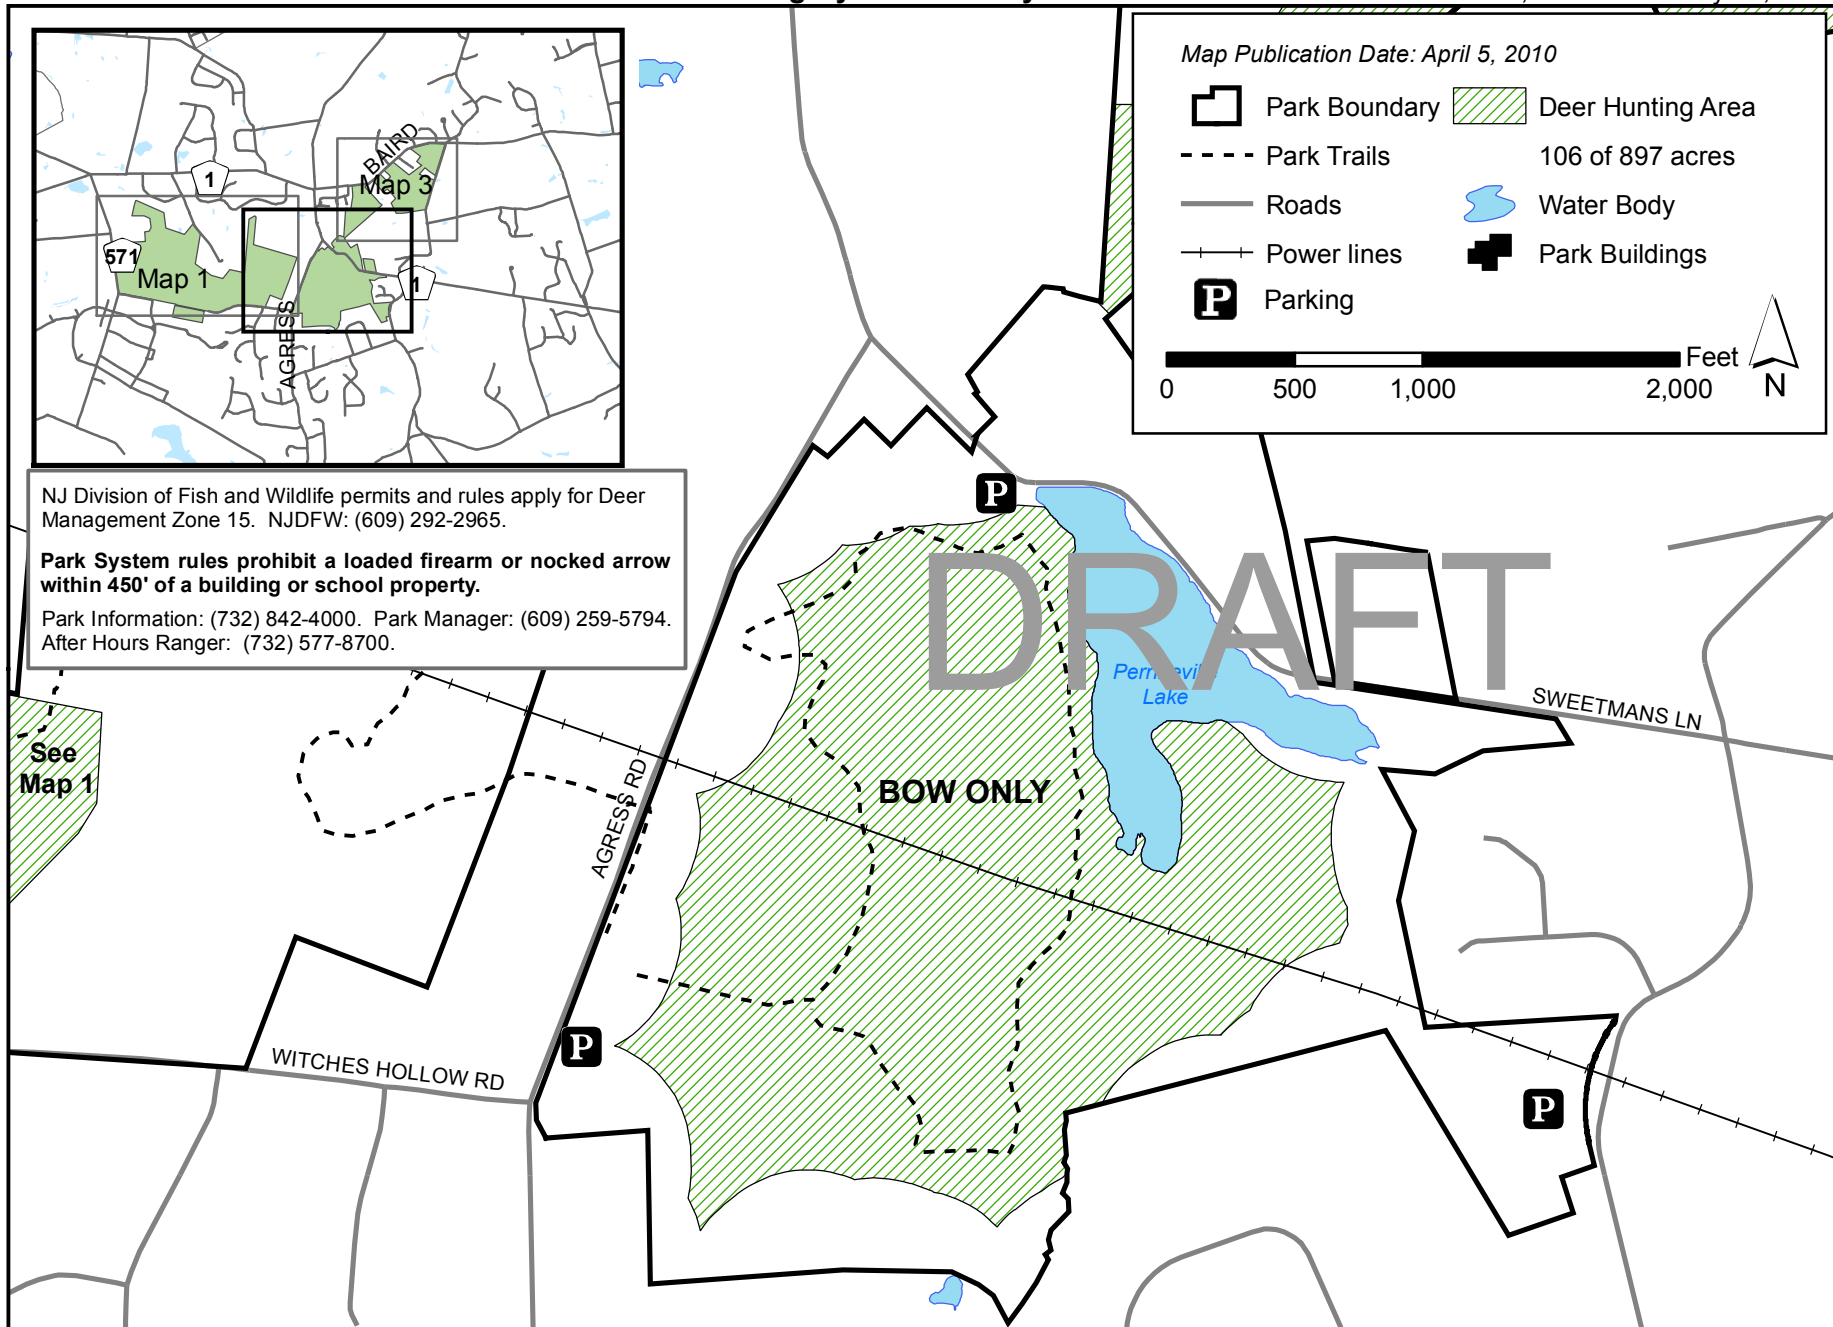 Map Publication Date: April 5, 2010
Park Boundary
Deer Hunting Area
Park Trails
106 of 897 acres
Roads
Water Body
Power lines
Park Buildings
P
Parking
Feet
0
500
1,000
2,000
N
BAIRD
Map 3
1
571
Map 1
1
AGRESS
NJ Division of Fish and Wildlife permits and rules apply for Deer
Management Zone 15. NJDFW: (609) 292-2965.
Park System rules prohibit a loaded firearm or nocked arrow
within 450' of a building or school property.
Park Information: (732) 842-4000. Park Manager: (609) 259-5794.
After Hours Ranger: (732) 577-8700.
P
DRAFT
Lake
SWEETMANS LN
See
Map 1
BOW ONLY
AGRESS RD
P
WITCHES HOLLOW RD
P